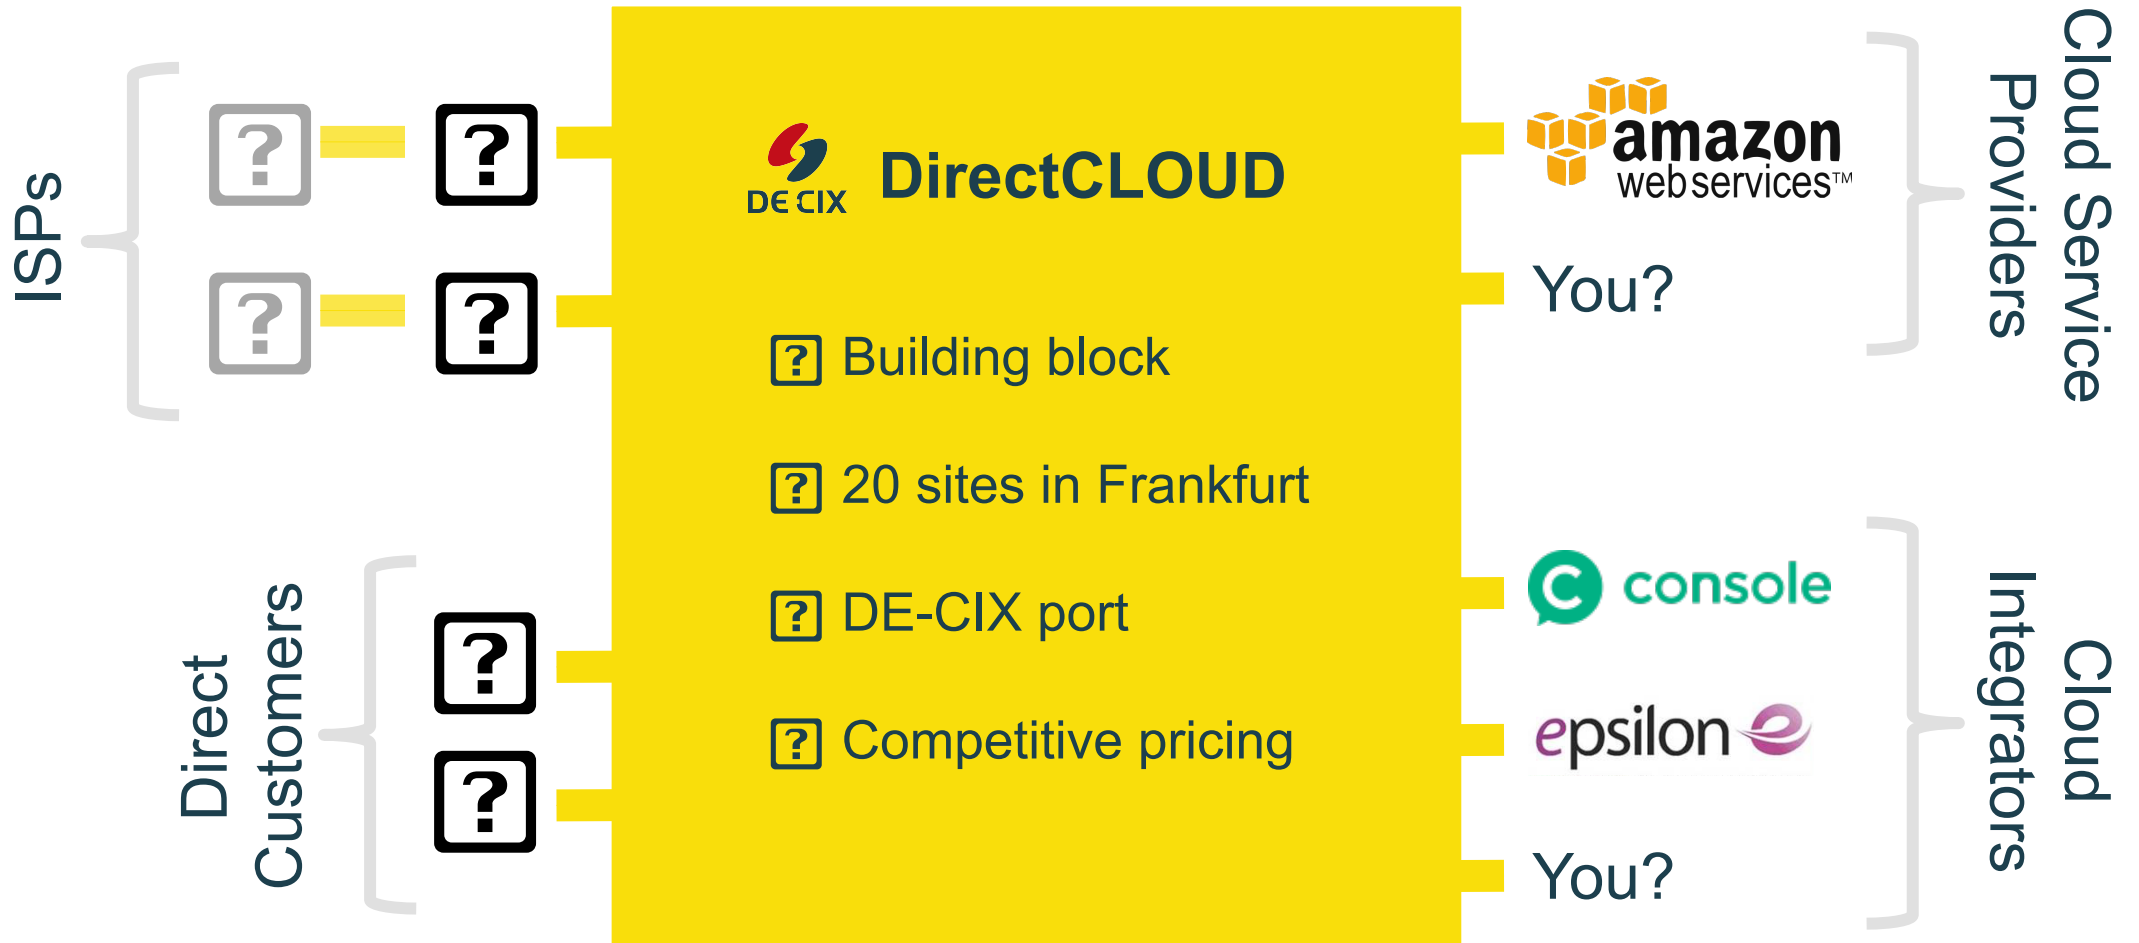 ISPs
Direct
Customers
DE CIX
DirectCLOUD
Building block
20 sites in Frankfurt
DE-CIX port
Competitive pricing
amazon
webservices™
You?
Cloud Service
Providers
console
epsilon
You?
Cloud
Integrators